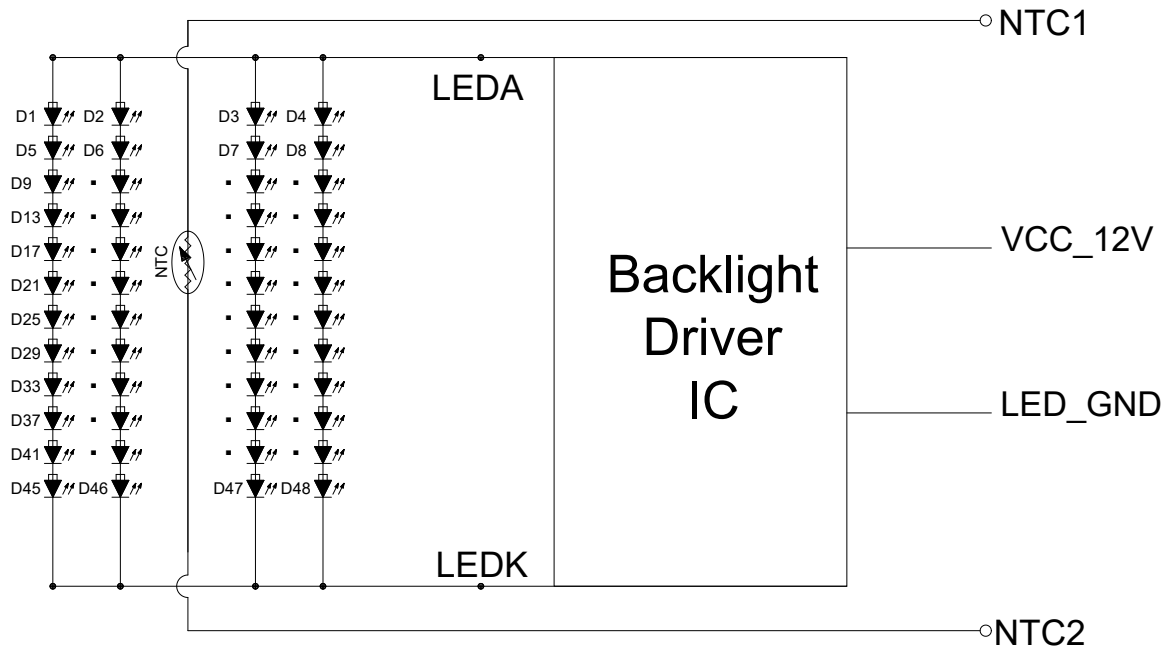 NTC1
LEDA
D1 D2 D3 D4
D5 D6 D7 D8
D9
D13
D17
NTC
D21
D25
D29
D33
D37
D41
D45 D46 D47 D48
Backlight
Driver
IC
VCC_12V
LED_GND
LEDK
NTC2